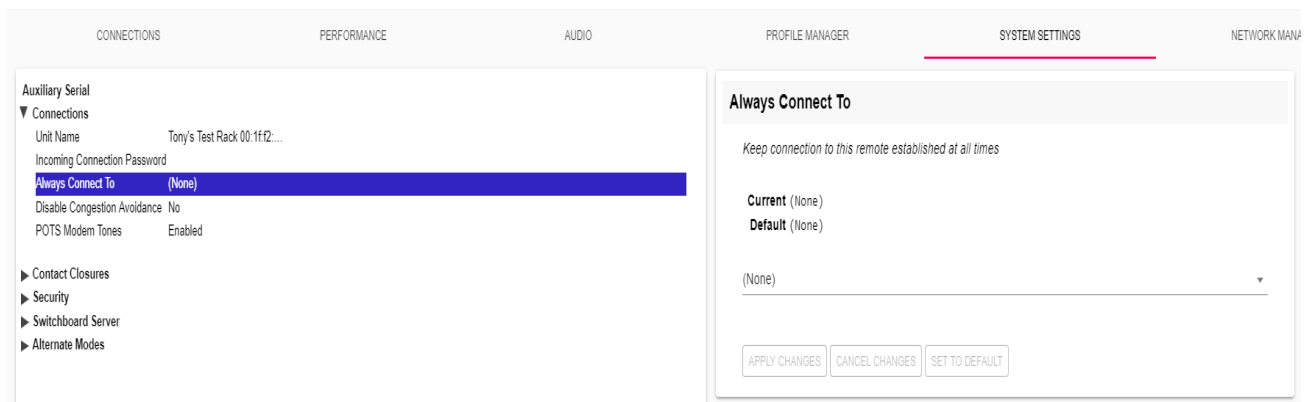 CONNECTIONS PERFORMANCE AUDIO PROFILE MANAGER SYSTEM SETTINGS NETWORK MANA
Auxiliary Serial
▼ Connections
Unit Name Tony's Test Rack 00:1f:f2:...
Incoming Connection Password
Always Connect To (None)
Disable Congestion Avoidance No
POTS Modem Tones Enabled
▶ Contact Closures
▶ Security
▶ Switchboard Server
▶ Alternate Modes
Always Connect To
Keep connection to this remote established at all times
Current (None)
Default (None)
(None)
APPLY CHANGES CANCEL CHANGES SET TO DEFAULT